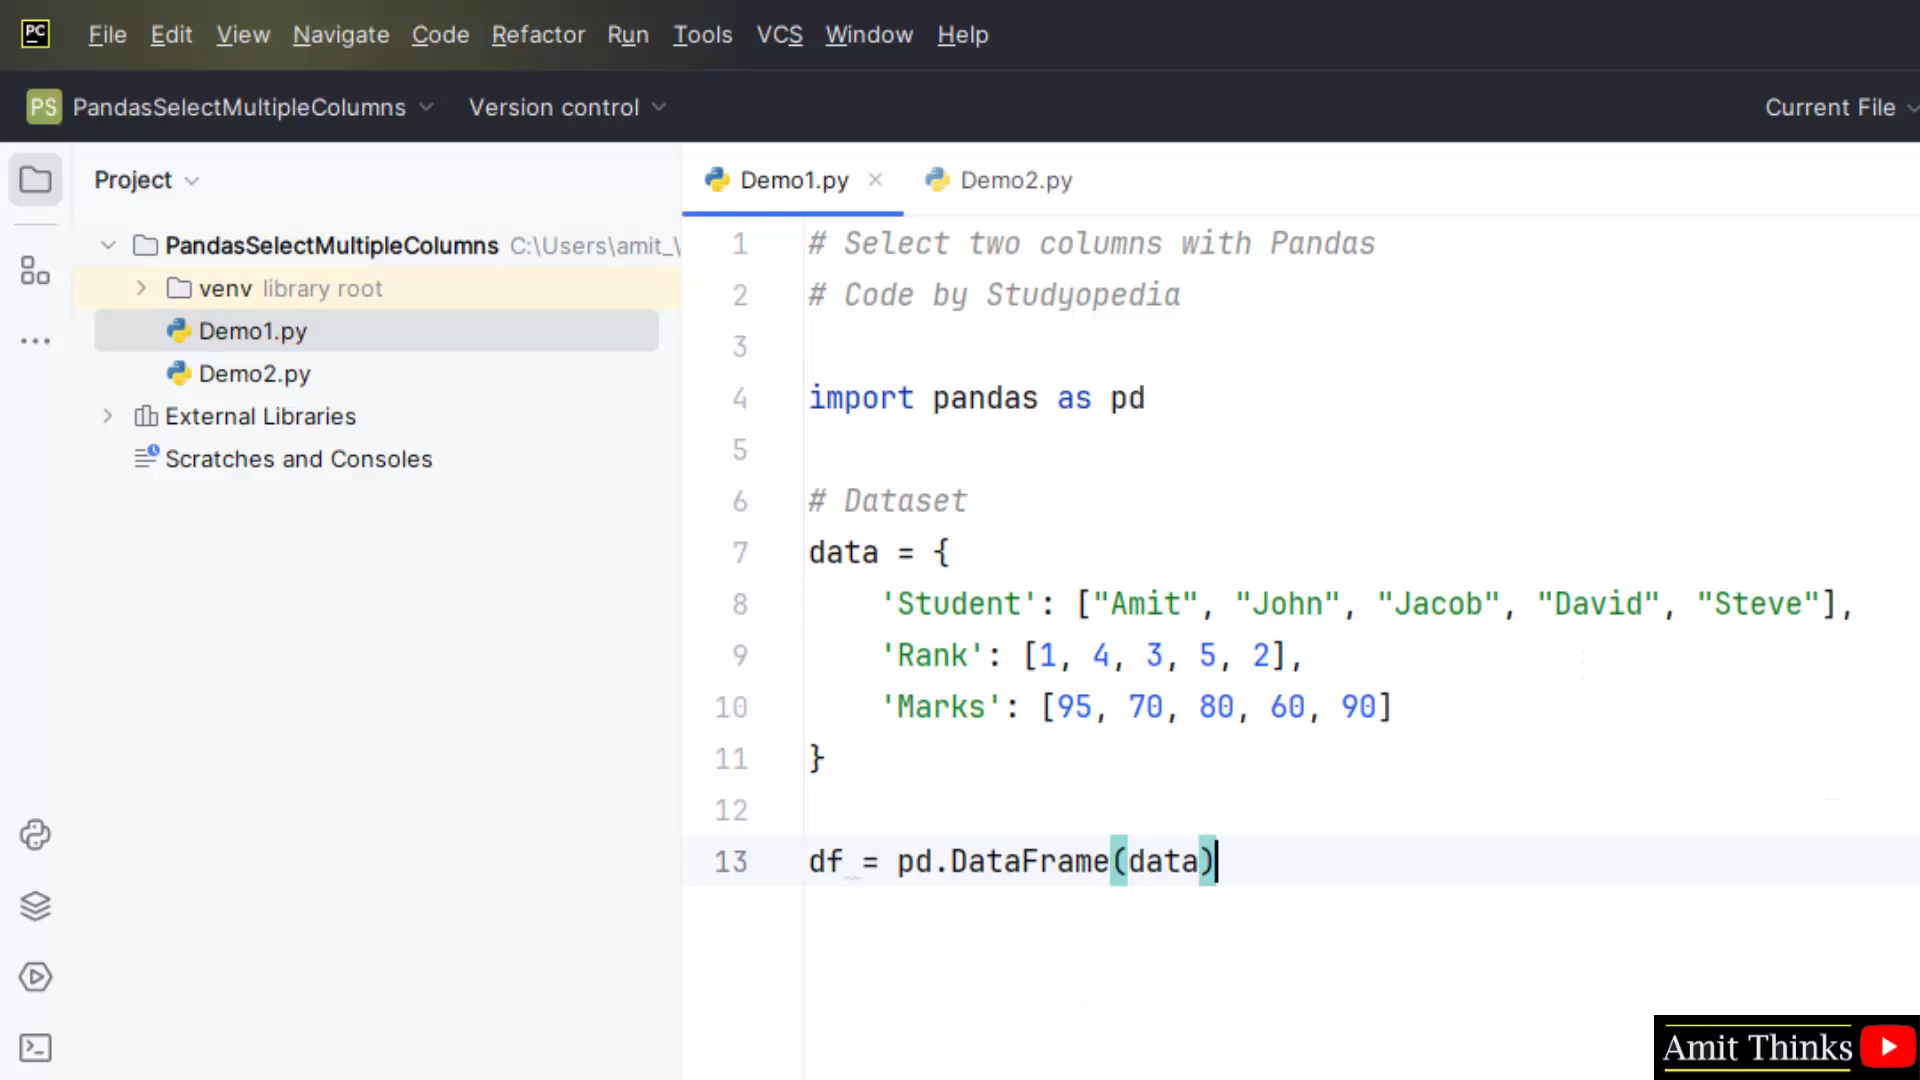 PC File Edit View Navigate Code Refactor Run Tools VCS Window Help
PS PandasSelectMultipleColumns Version control Current File
Project
Demo1.py Demo2.py
PandasSelectMultipleColumns C:\Users\amit_\
venv library root
Demo1.py
Demo2.py
External Libraries
Scratches and Consoles
1 # Select two columns with Pandas
2 # Code by Studyopedia
3
4 import pandas as pd
5
6 # Dataset
7 data = {
8 'Student': ["Amit", "John", "Jacob", "David", "Steve"],
9 'Rank': [1, 4, 3, 5, 2],
10 'Marks': [95, 70, 80, 60, 90]
11 }
12
13 df = pd.DataFrame(data)
Amit Thinks